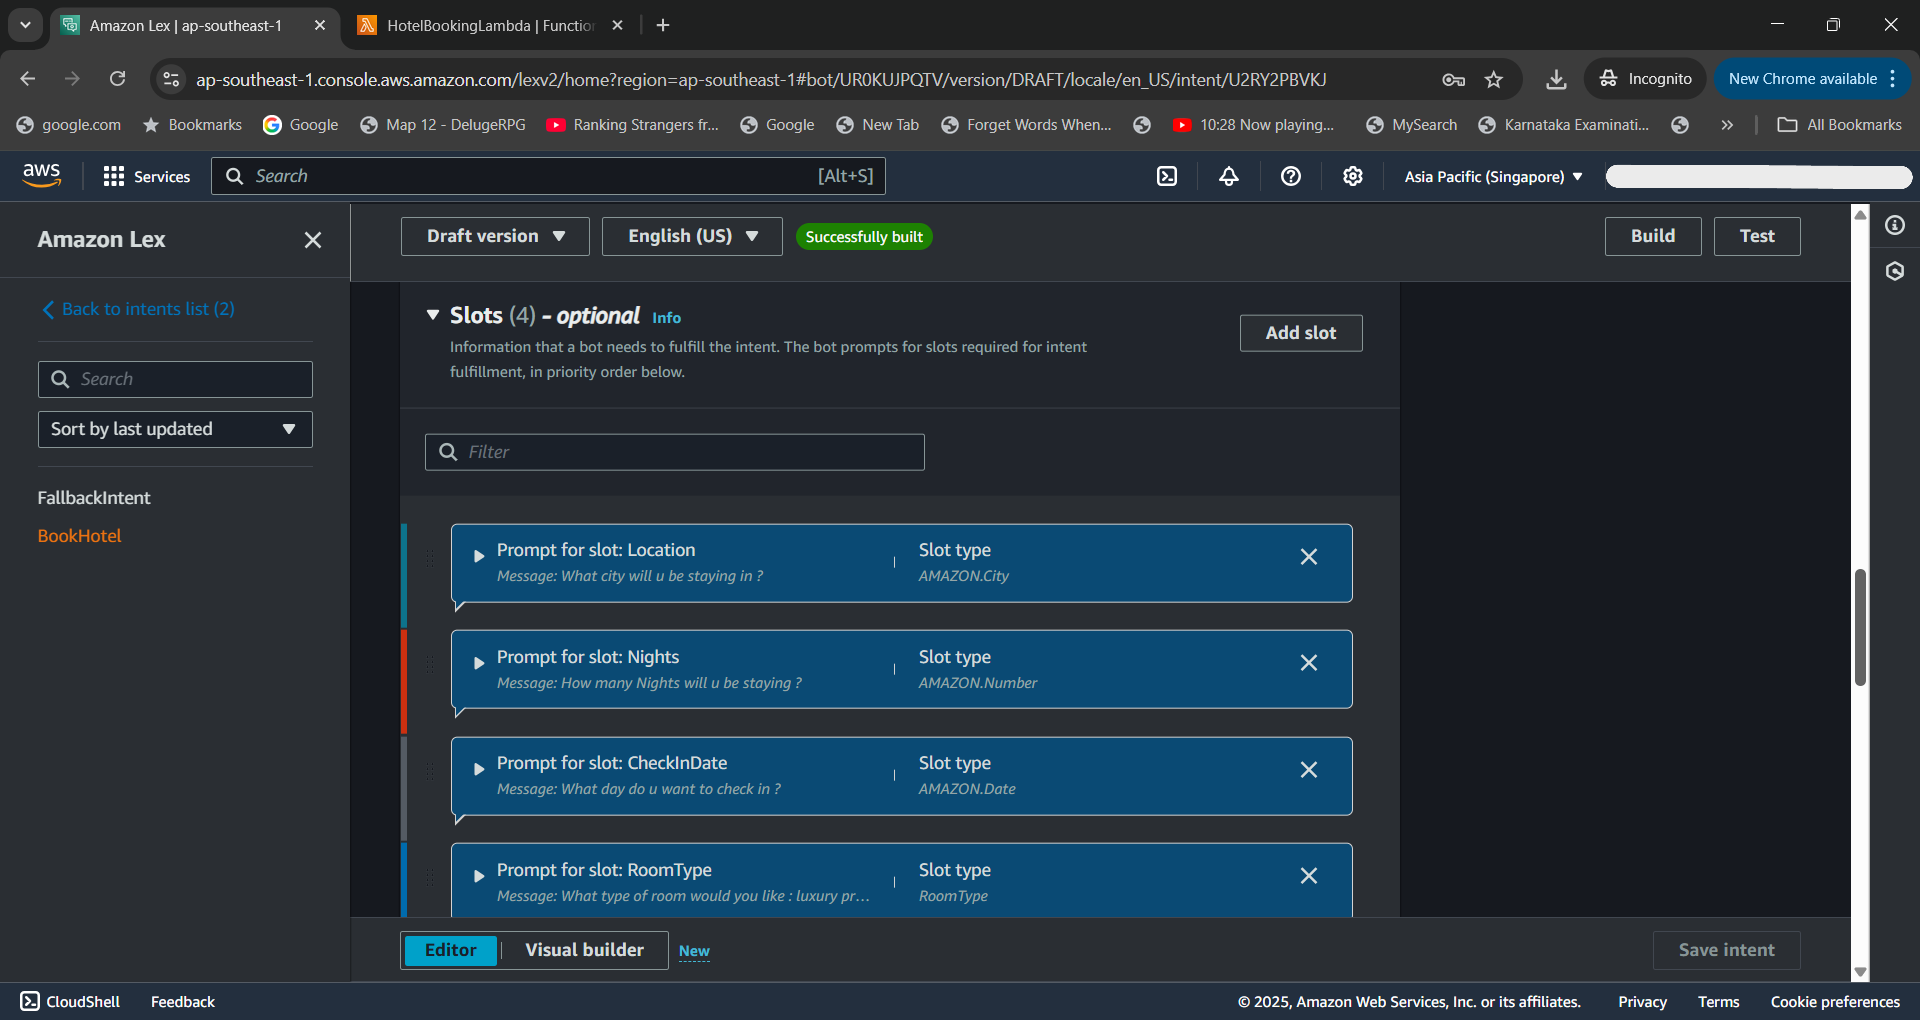 Amazon Lex | ap-southeast-1
HotelBookingLambda | Functio
ap-southeast-1.console.aws.amazon.com/lexv2/home?region=ap-southeast-1#bot/UR0KUJPQTV/version/DRAFT/locale/en_US/intent/U2RY2PBVKJ
Incognito
New Chrome available
google.com
Bookmarks
Google
Map 12 - DelugeRPG
Ranking Strangers fr...
Google
New Tab
Forget Words When...
10:28 Now playing...
MySearch
Karnataka Examinati...
»
All Bookmarks
aws
Services
Search
[Alt+S]
Asia Pacific (Singapore)
Amazon Lex
Draft version
English (US)
Successfully built
Build
Test
Back to intents list (2)
Search
Sort by last updated
FallbackIntent
BookHotel
Slots (4) - optional Info
Information that a bot needs to fulfill the intent. The bot prompts for slots required for intent
fulfillment, in priority order below.
Add slot
Filter
Prompt for slot: Location
Message: What city will u be staying in ?
Slot type
AMAZON.City
Prompt for slot: Nights
Message: How many Nights will u be staying ?
Slot type
AMAZON.Number
Prompt for slot: CheckInDate
Message: What day do u want to check in ?
Slot type
AMAZON.Date
Prompt for slot: RoomType
Message: What type of room would you like : luxury pr...
Slot type
RoomType
Editor
Visual builder
New
Save intent
CloudShell
Feedback
© 2025, Amazon Web Services, Inc. or its affiliates.
Privacy
Terms
Cookie preferences